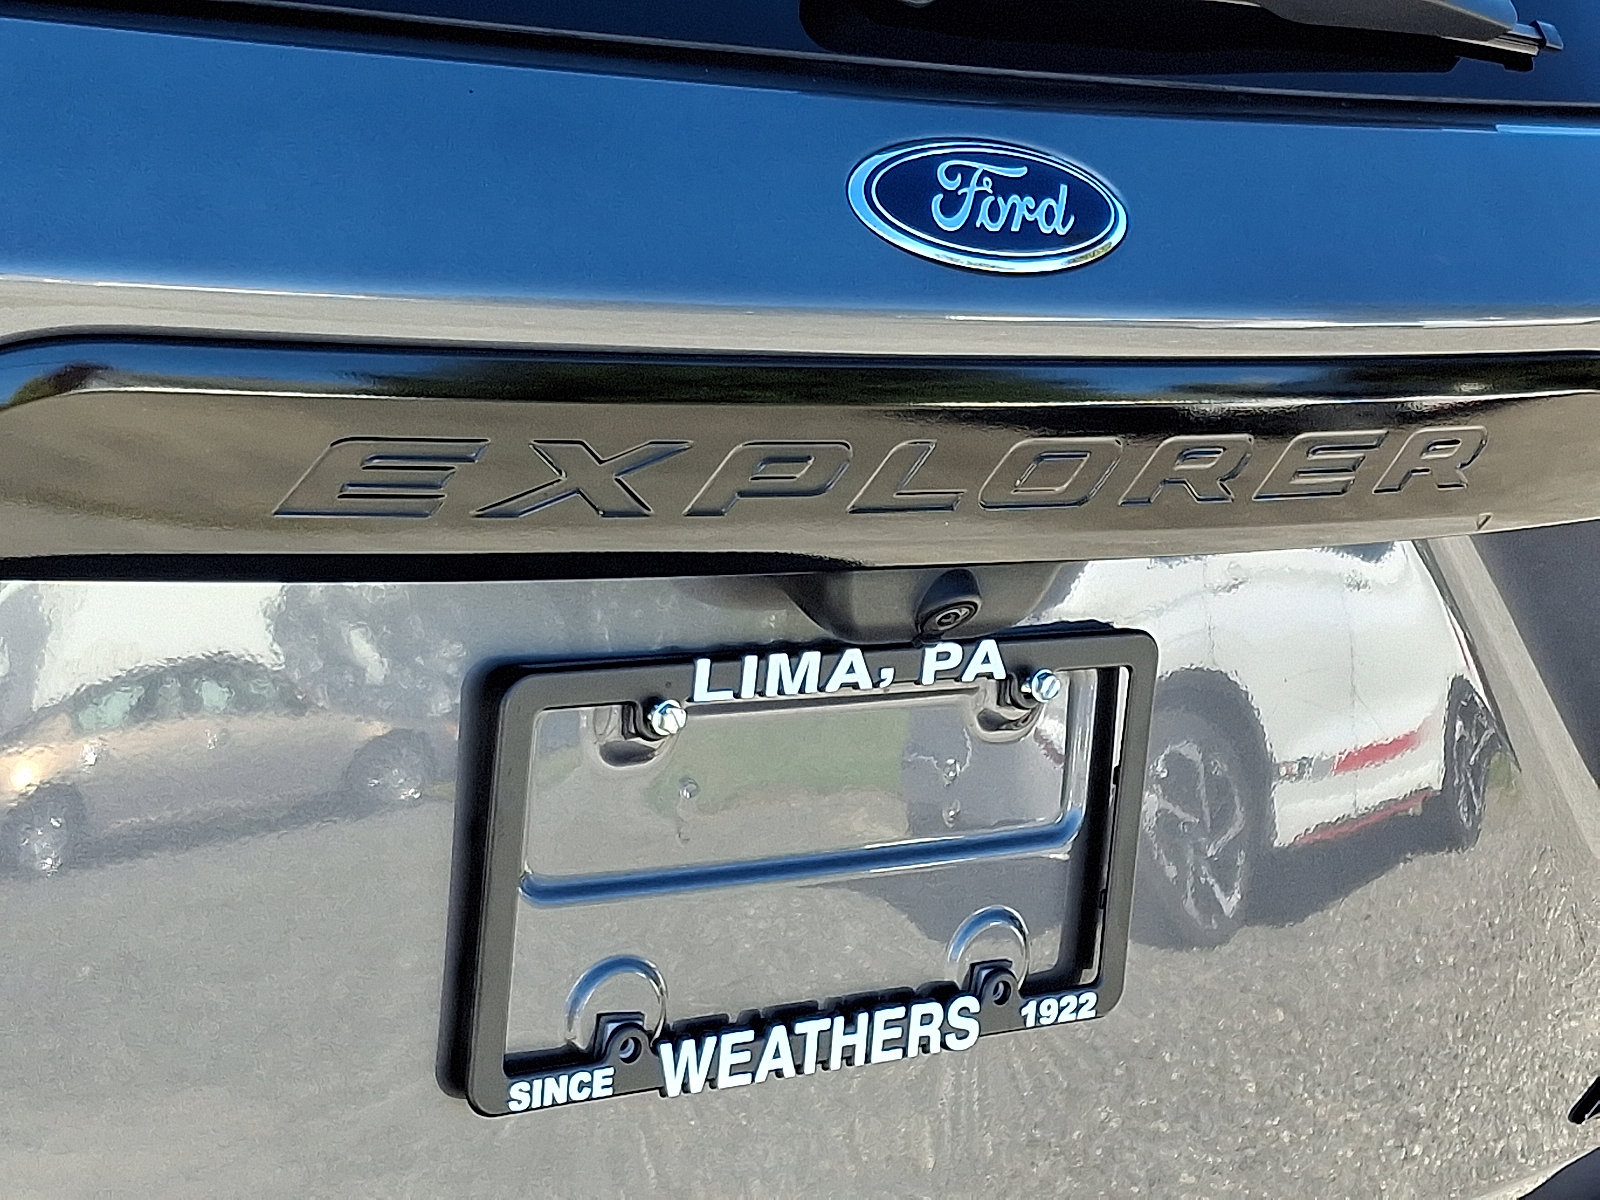 Ford
EXPLORER
LIMA, PA
SINCE WEATHERS 1922